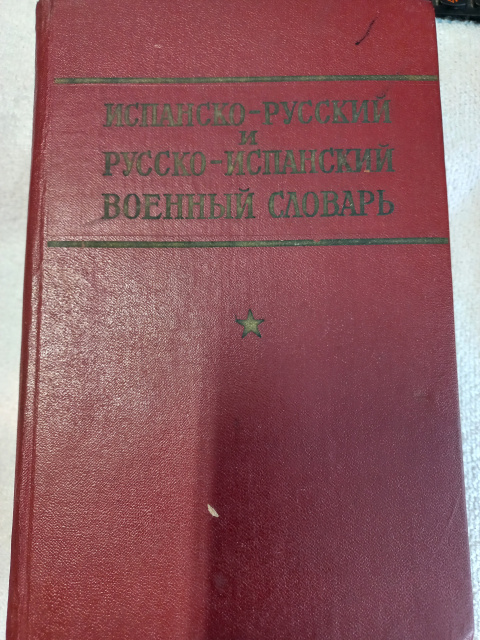 ИСПАНСКО-РУССКИЙ
И
РУССКО-ИСПАНСКИЙ
ВОЕННЫЙ СЛОВАРЬ